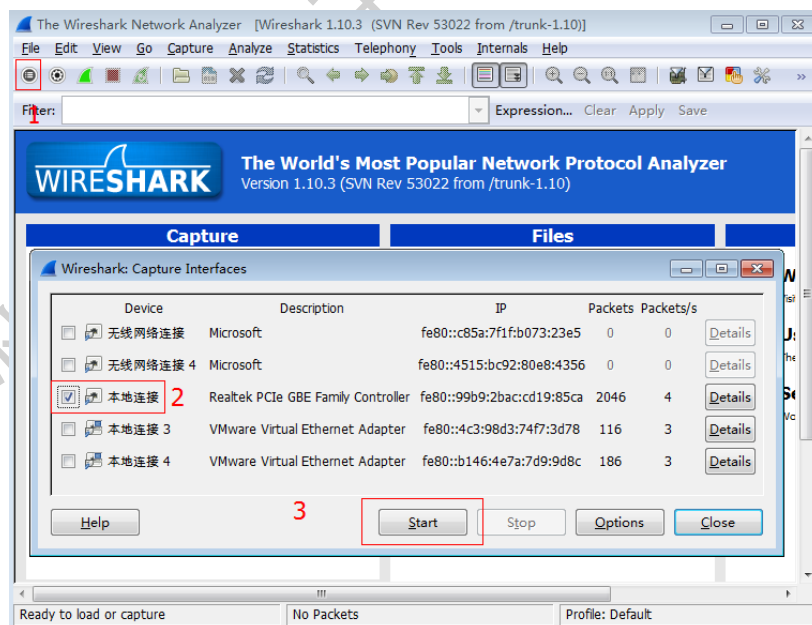 The Wireshark Network Analyzer [Wireshark 1.10.3 (SVN Rev 53022 from /trunk-1.10)]
File Edit View Go Capture Analyze Statistics Telephony Tools Internals Help
1
Filter: Expression... Clear Apply Save
WIRESHARK
The World's Most Popular Network Protocol Analyzer
Version 1.10.3 (SVN Rev 53022 from /trunk-1.10)
Capture Files
Wireshark: Capture Interfaces
Device Description IP Packets Packets/s
无线网络连接 Microsoft fe80::c85a:7f1f:b073:23e5 0 0 Details
无线网络连接 4 Microsoft fe80::4515:bc92:80e8:4356 0 0 Details
本地连接 2 Realtek PCIe GBE Family Controller fe80::99b9:2bac:cd19:85ca 2046 4 Details
本地连接 3 VMware Virtual Ethernet Adapter fe80::4c3:98d3:74f7:3d78 116 3 Details
本地连接 4 VMware Virtual Ethernet Adapter fe80::b146:4e7a:7d9:9d8c 186 3 Details
3
Help Start Stop Options Close
Ready to load or capture No Packets Profile: Default